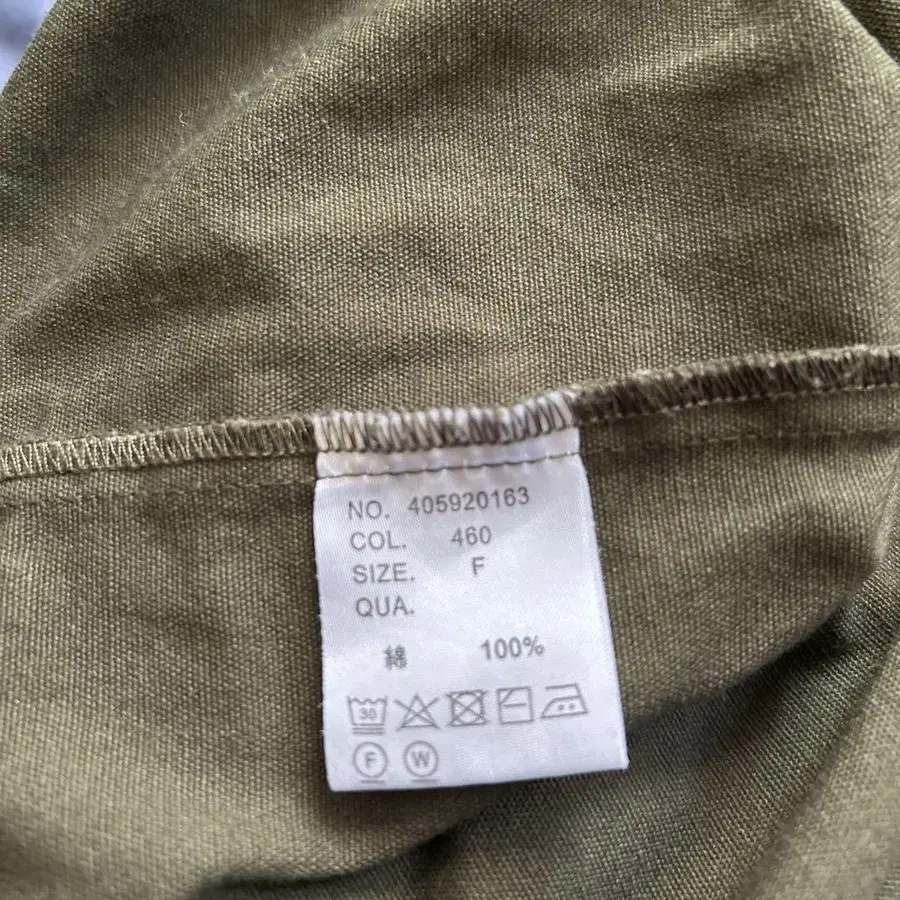 NO. 405920163
COL. 460
SIZE. F
QUA.
綿 100%
30
F W